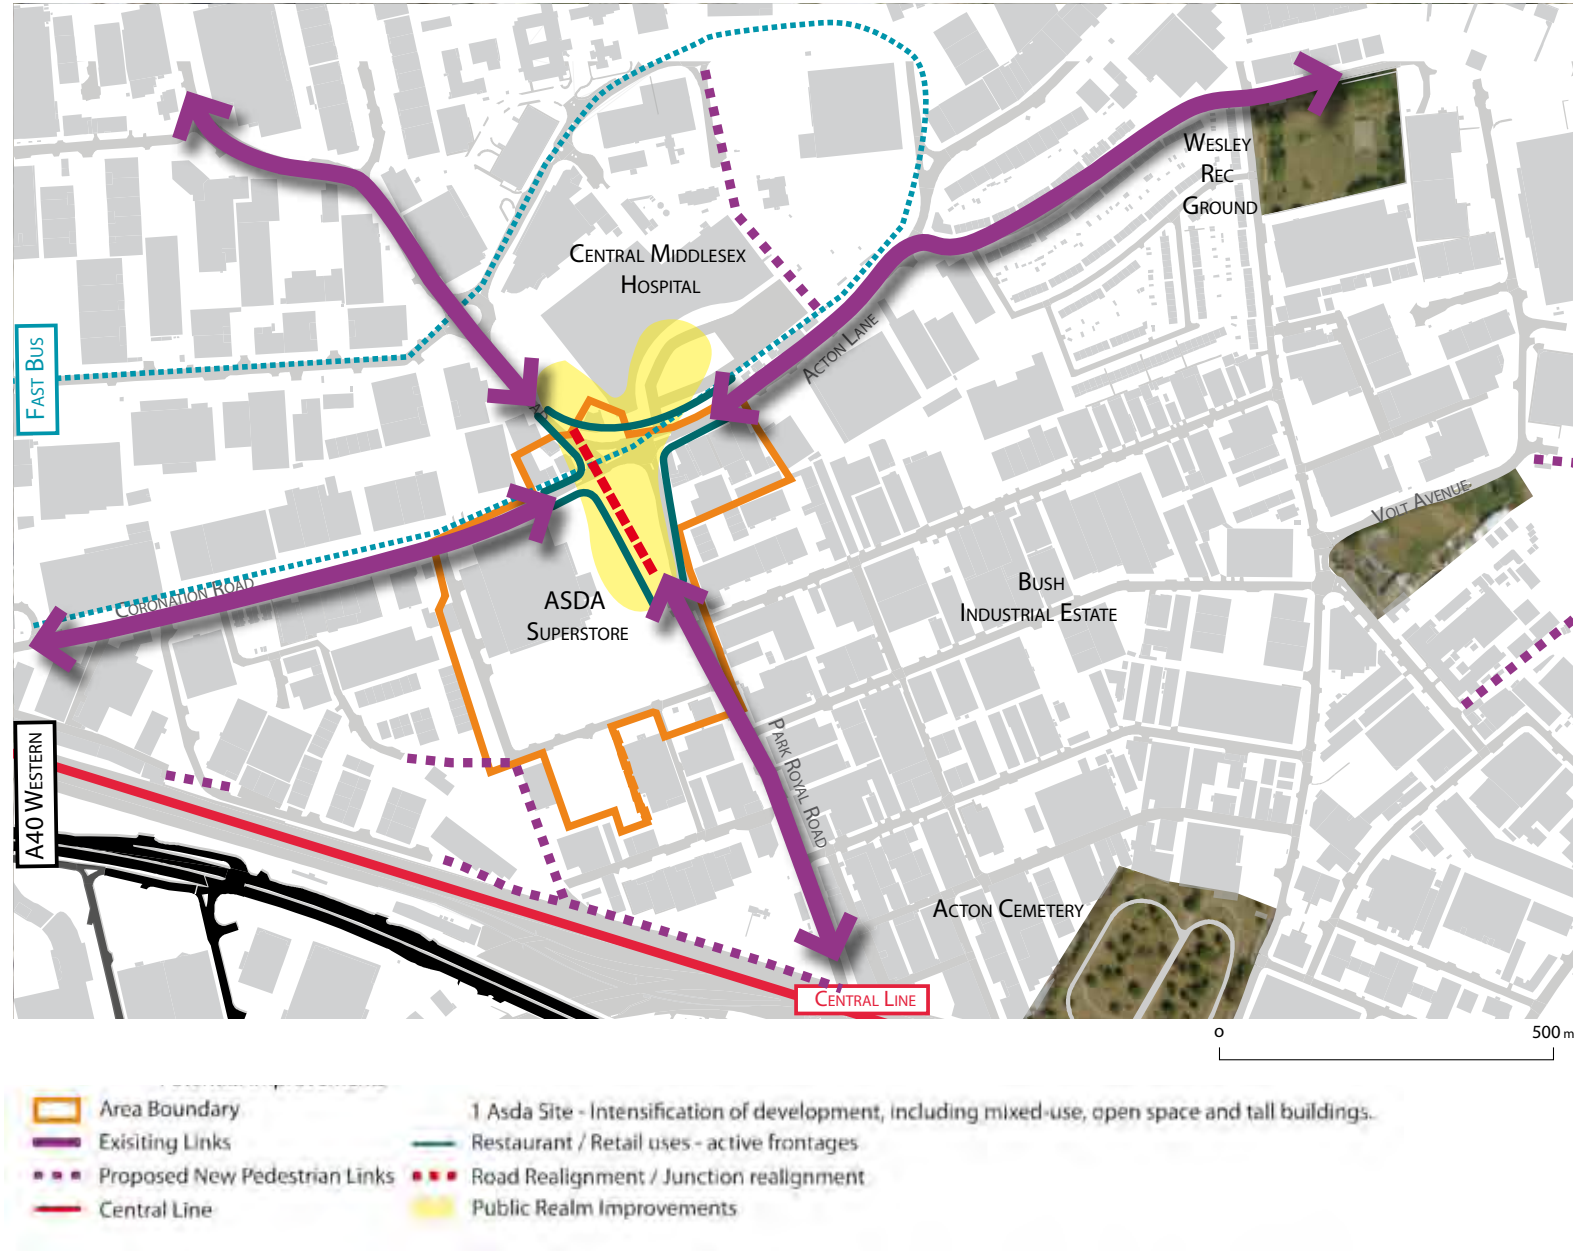 Wesley
Rec
Ground
Central Middlesex
Hospital
Acton Lane
Fast Bus
Volt Avenue
Coronation Road
ASDA
Superstore
Bush
Industrial Estate
Park Royal Road
A40 Western
Acton Cemetery
Central Line
0 500 m
Area Boundary
1 Asda Site - Intensification of development, including mixed-use, open space and tall buildings.
Exisiting Links
Restaurant / Retail uses - active frontages
Proposed New Pedestrian Links
Road Realignment / Junction realignment
Central Line
Public Realm Improvements